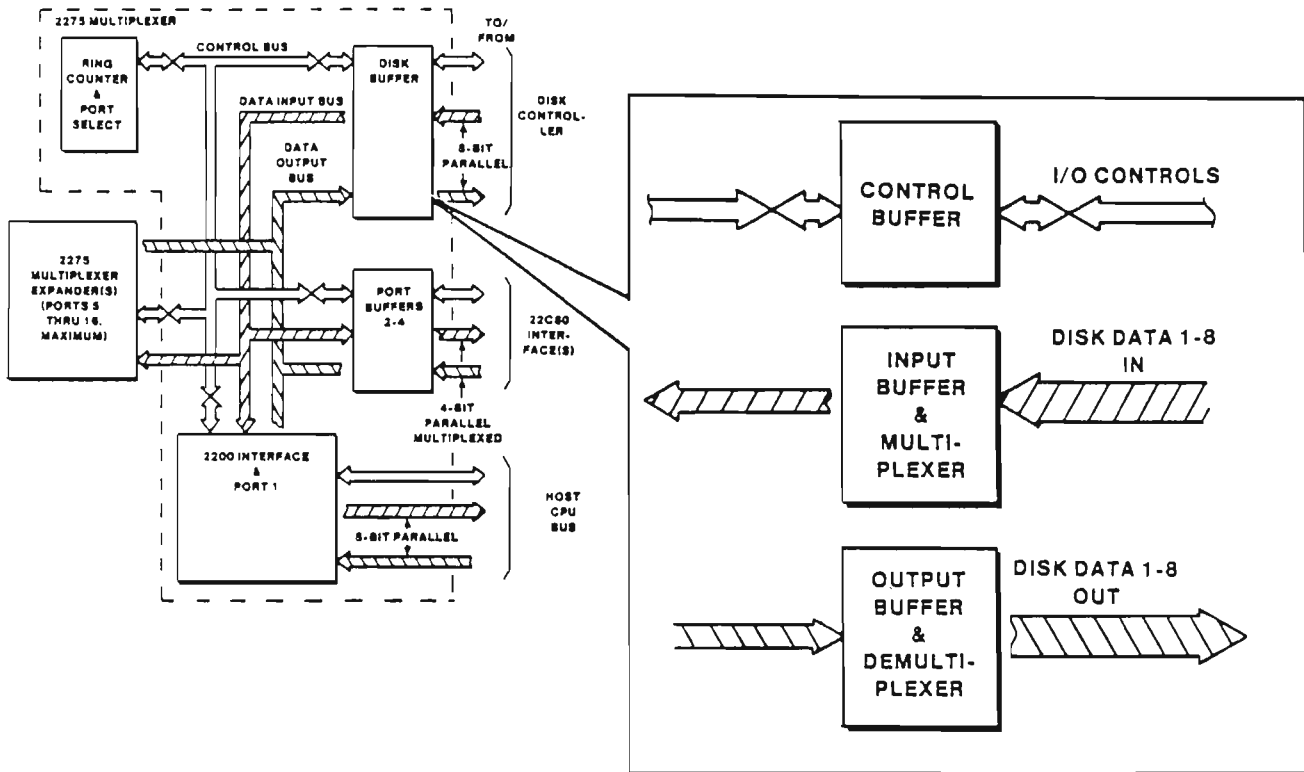 2275 MULTIPLEXER
RING
COUNTER
&
PORT
SELECT
CONTROL BUS
DATA INPUT BUS
DATA
OUTPUT
BUS
DISK
BUFFER
TO/
FROM
DISK
CONTROL-
LER
8-BIT
PARALLEL
2275
MULTIPLEXER
EXPANDER(S)
(PORTS 5
THRU 16,
MAXIMUM)
PORT
BUFFERS
2-4
22C80
INTER-
FACE(S)
4-BIT
PARALLEL
MULTIPLEXED
2200 INTERFACE
&
PORT 1
8-BIT PARALLEL
HOST
CPU
BUS
CONTROL
BUFFER
I/O CONTROLS
INPUT
BUFFER
&
MULTI-
PLEXER
DISK DATA 1-8
IN
OUTPUT
BUFFER
&
DEMULTI-
PLEXER
DISK DATA 1-8
OUT